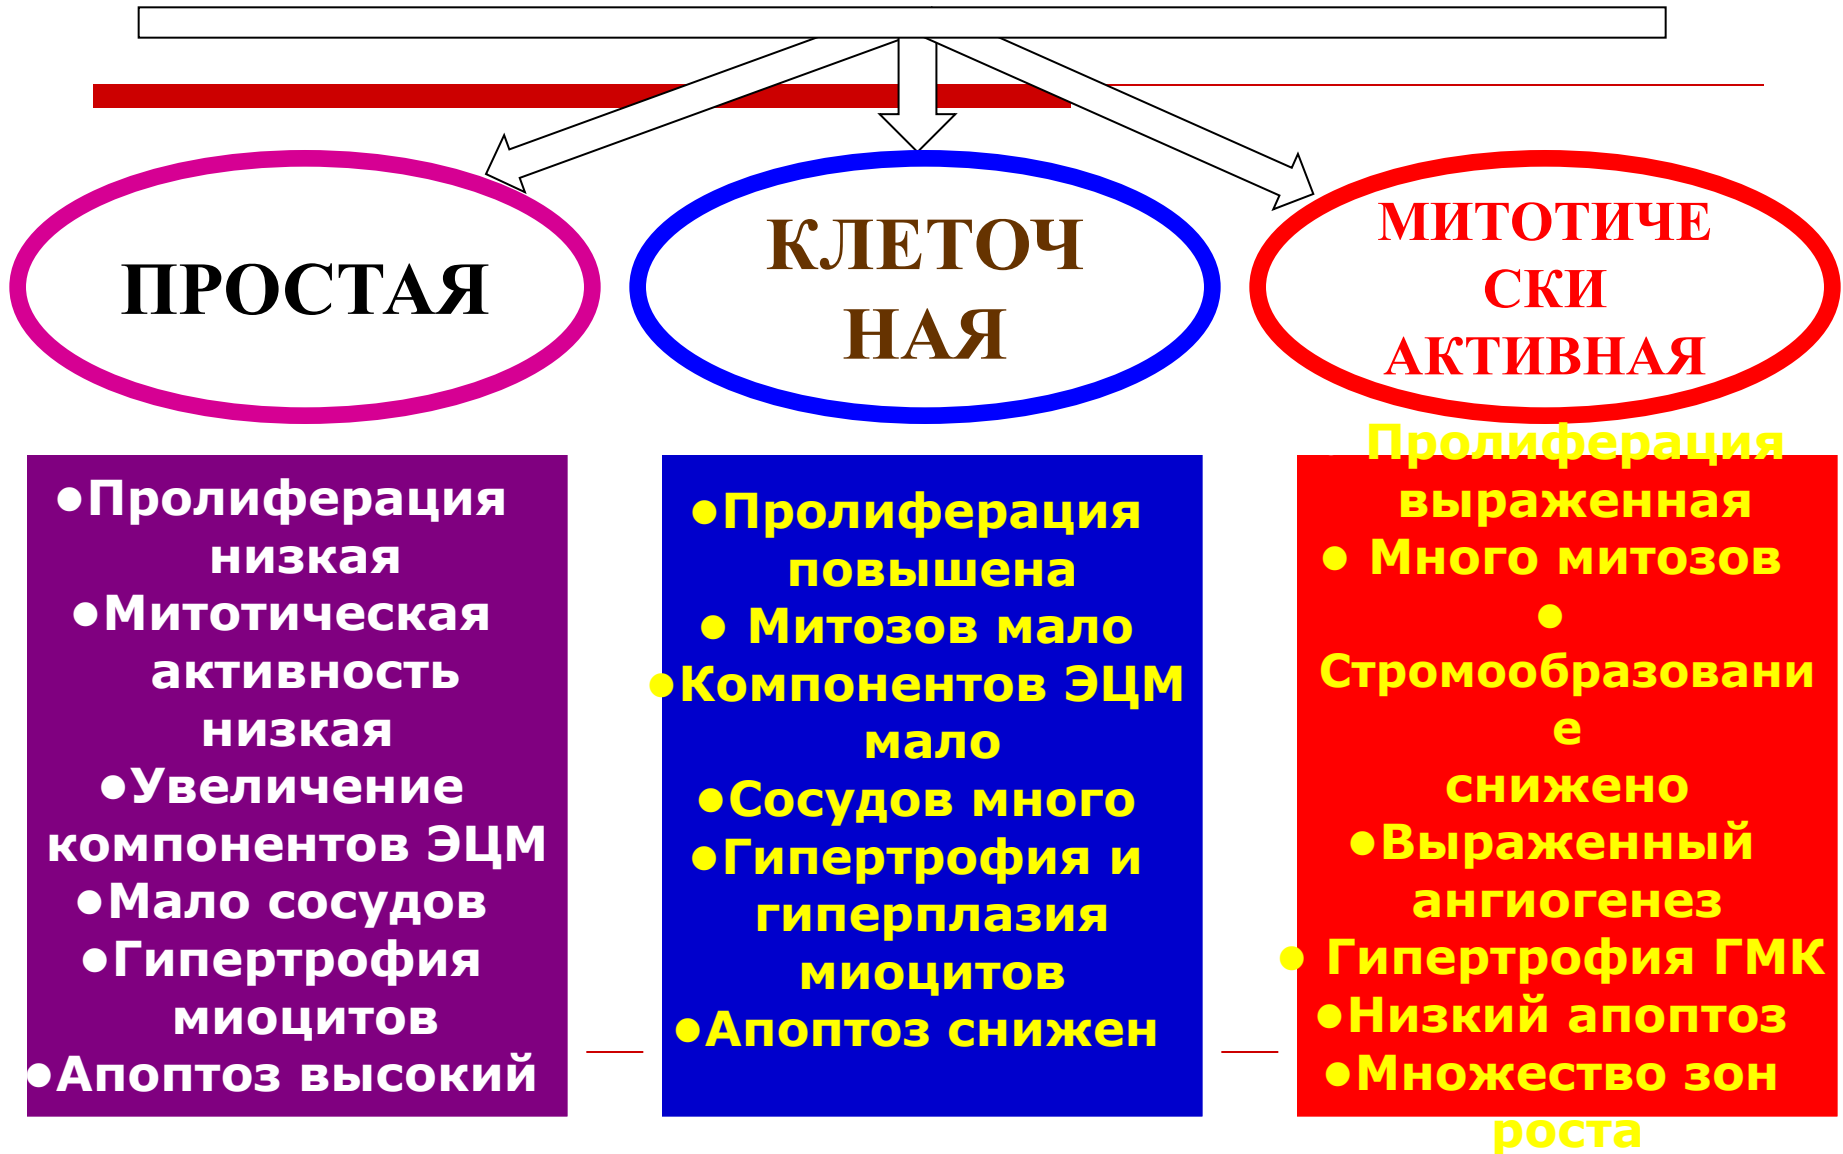 ПРОСТАЯ
КЛЕТОЧ
НАЯ
МИТОТИЧЕ
СКИ
АКТИВНАЯ
●Пролиферация
низкая
●Митотическая
активность
низкая
●Увеличение
компонентов ЭЦМ
●Мало сосудов
●Гипертрофия
миоцитов
●Апоптоз высокий
●Пролиферация
повышена
● Митозов мало
●Компонентов ЭЦМ
мало
●Сосудов много
●Гипертрофия и
гиперплазия
миоцитов
●Апоптоз снижен
Пролиферация
выраженная
● Много митозов
●
Стромообразовани
е
снижено
●Выраженный
ангиогенез
● Гипертрофия ГМК
●Низкий апоптоз
●Множество зон
роста